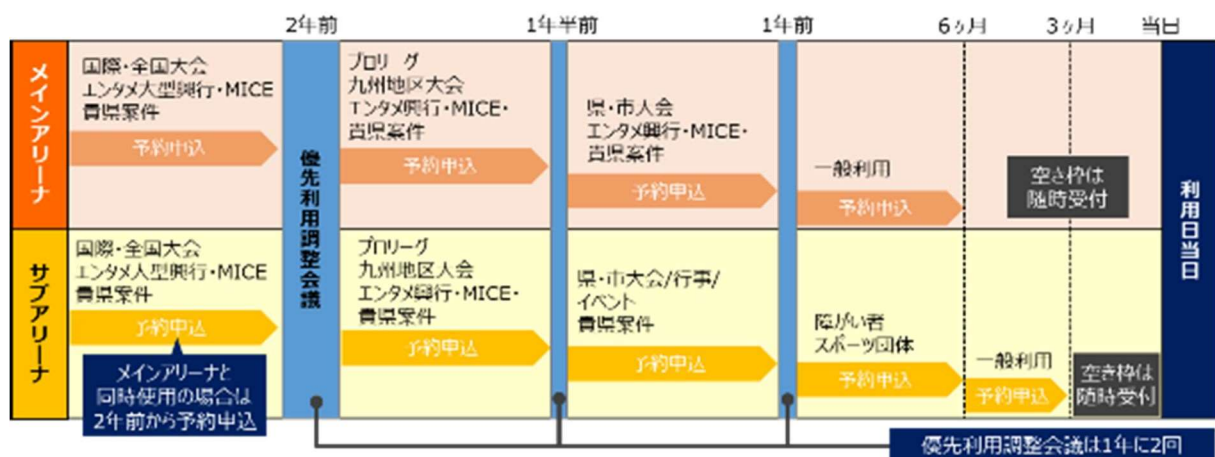 2年前
1年半前
1年前
6ヶ月
3ヶ月
当日
メインアリーナ
国際・全国大会
エンタメ大型興行・MICE
貴県案件
予約申込
優先利用調整会議
プロリーグ
九州地区大会
エンタメ興行・MICE・
貴県案件
予約申込
県・市大会
エンタメ興行・MICE・
貴県案件
予約申込
一般利用
予約申込
空き枠は
随時受付
利用日当日
サブアリーナ
国際・全国大会
エンタメ大型興行・MICE
貴県案件
予約申込
メインアリーナと
同時使用の場合は
2年前から予約申込
プロリーグ
九州地区大会
エンタメ興行・MICE・
貴県案件
予約申込
県・市大会/行事/
イベント
貴県案件
予約申込
障がい者
スポーツ団体
予約申込
一般利用
予約申込
空き枠は
随時受付
優先利用調整会議は1年に2回